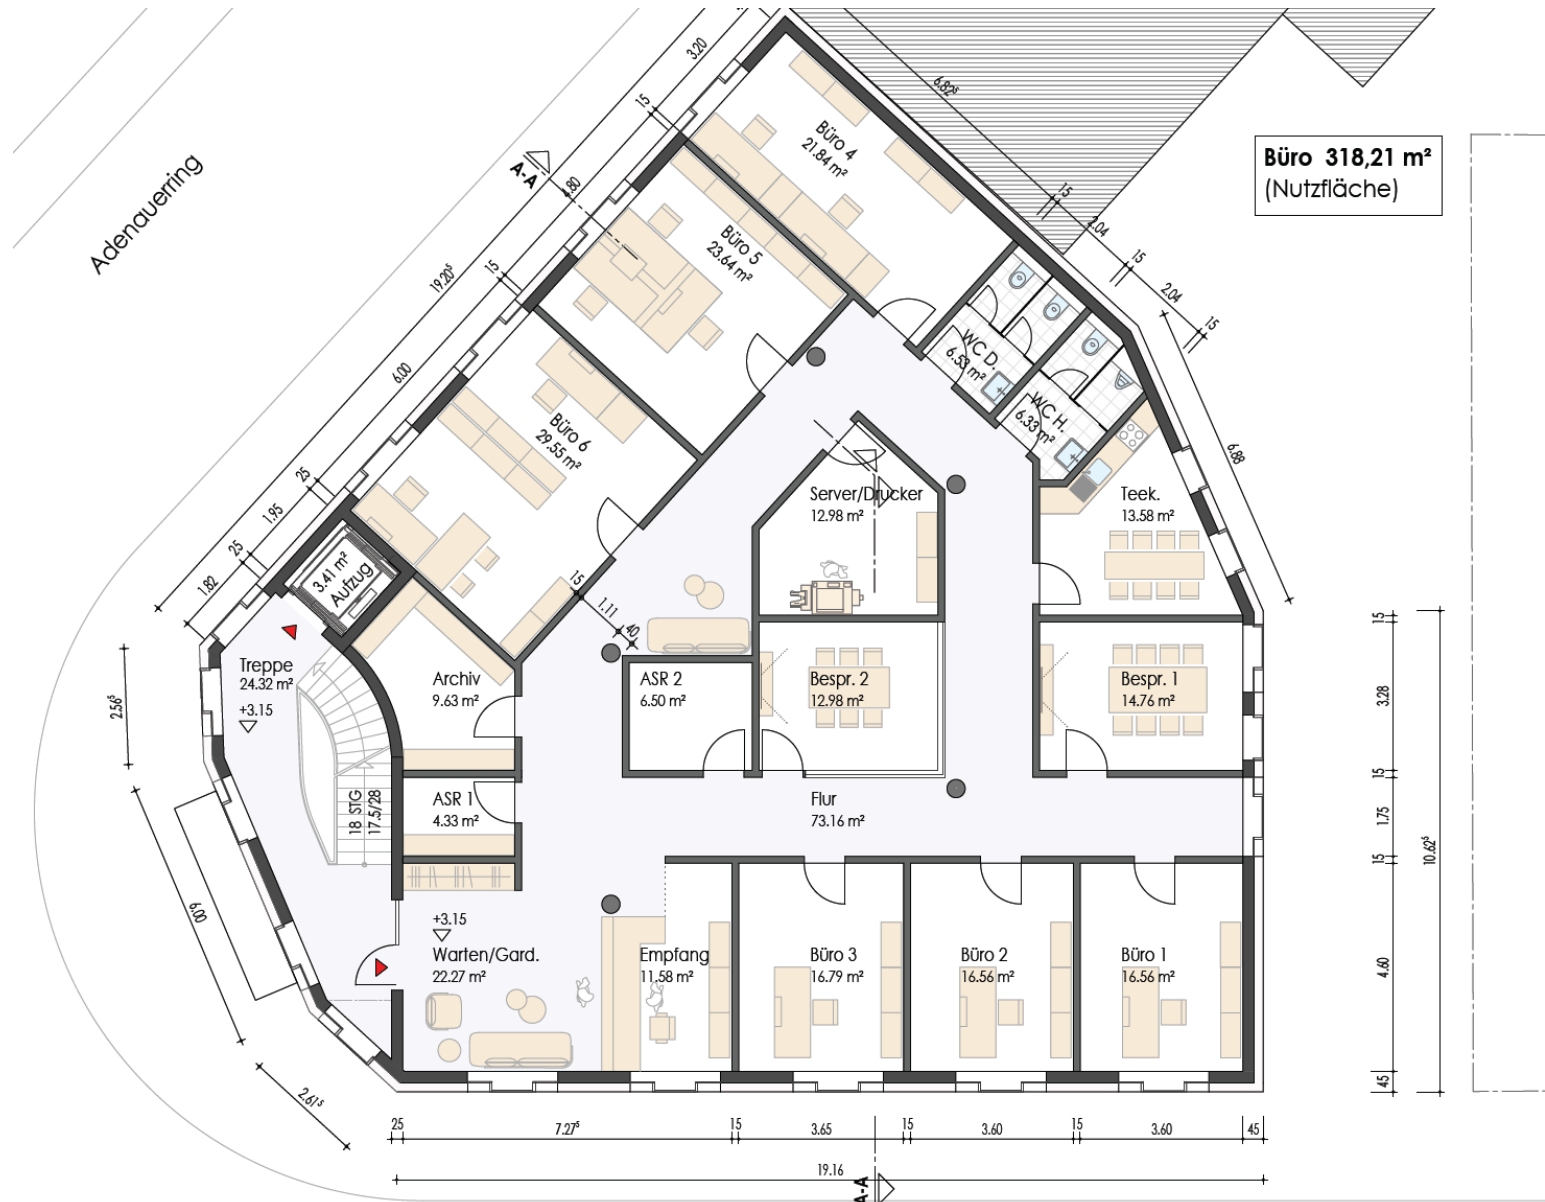 Adenauerring
Büro 318,21 m²
(Nutzfläche)
3.20
15
A-A
4.80
15
19.20⁵
6.00
25
1.95
25
1.82
6.82⁵
15
2.04
15
2.04
15
6.88
Büro 4
21.84 m²
Büro 5
23.64 m²
Büro 6
29.55 m²
WC D.
6.53 m²
WC H.
6.33 m²
Server/Drucker
12.98 m²
Teek.
13.58 m²
3.41 m²
Aufzug
15
1.11
40
Treppe
24.32 m²
+3.15
Archiv
9.63 m²
ASR 2
6.50 m²
Bespr. 2
12.98 m²
Bespr. 1
14.76 m²
2.56⁵
18 STG
17.5/28
ASR 1
4.33 m²
Flur
73.16 m²
15
3.28
15
1.75
15
4.60
45
10.62⁵
6.00
2.61⁵
+3.15
Warten/Gard.
22.27 m²
Empfang
11.58 m²
Büro 3
16.79 m²
Büro 2
16.56 m²
Büro 1
16.56 m²
25
7.27⁵
15
3.65
15
3.60
15
3.60
45
19.16
A-A